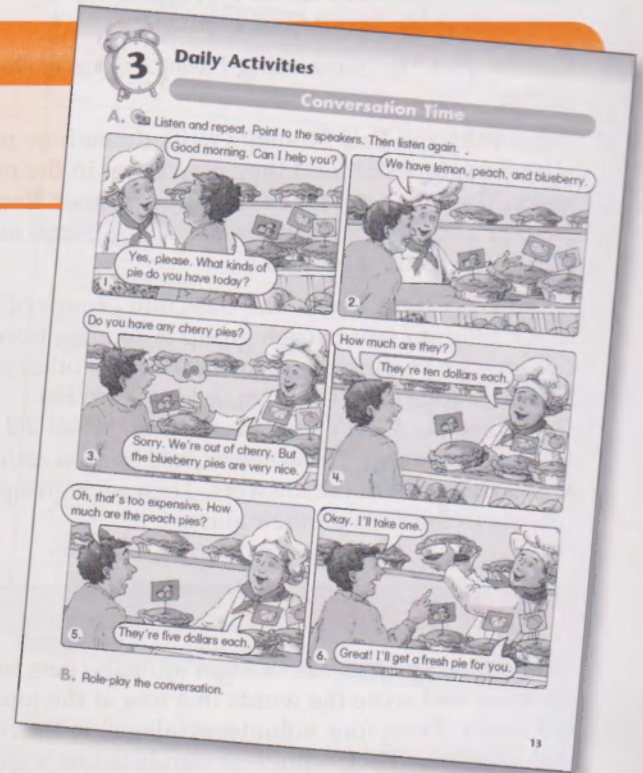 3
Daily Activities
Conversation Time
A. Listen and repeat. Point to the speakers. Then listen again.
Good morning. Can I help you?
Yes, please. What kinds of
pie do you have today?
1.
We have lemon, peach, and blueberry.
2.
Do you have any cherry pies?
Sorry. We're out of cherry. But
the blueberry pies are very nice.
3.
How much are they?
They're ten dollars each.
4.
Oh, that's too expensive. How
much are the peach pies?
They're five dollars each.
5.
Okay. I'll take one.
Great! I'll get a fresh pie for you.
6.
B. Role-play the conversation.
13